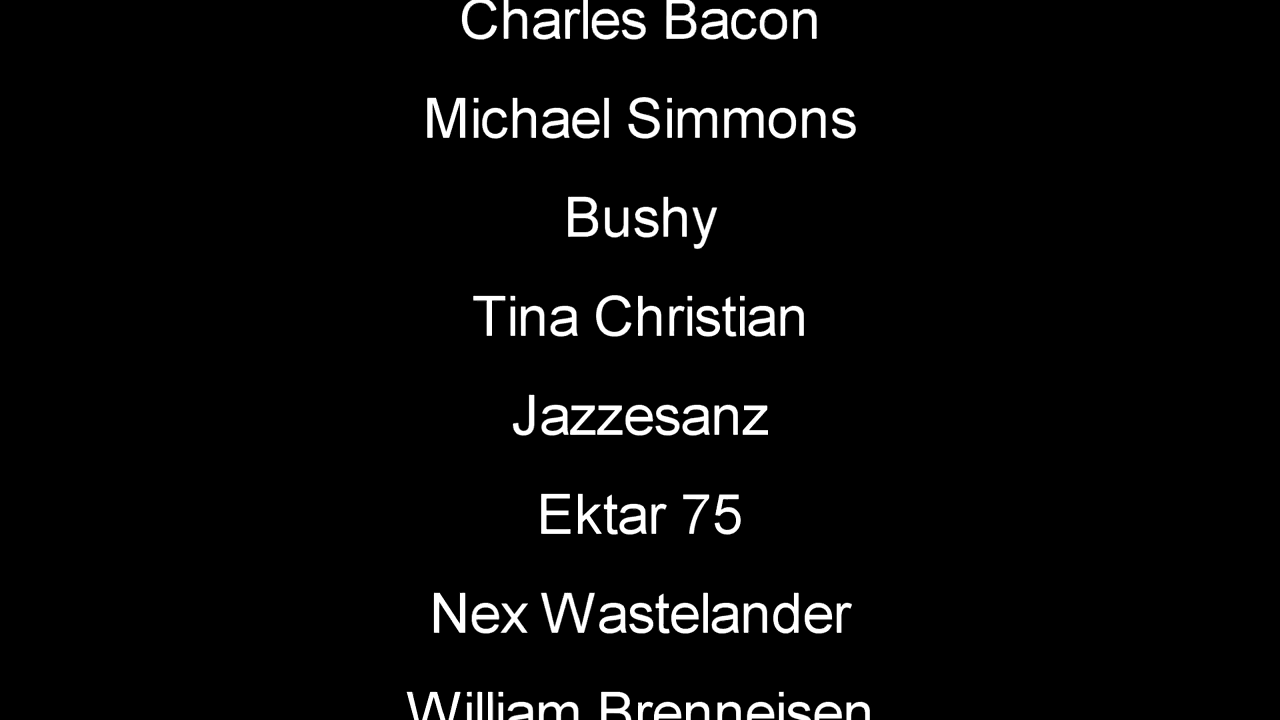 Charles Bacon
Michael Simmons
Bushy
Tina Christian
Jazzesanz
Ektar 75
Nex Wastelander
William Brenneisen